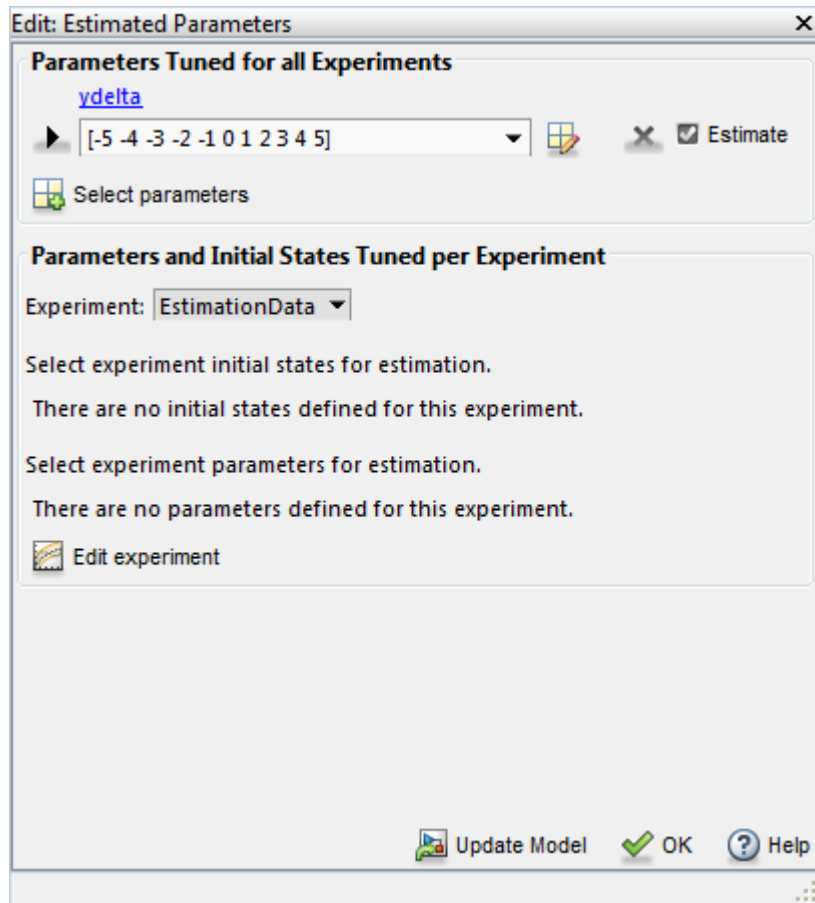 Edit: Estimated Parameters
Parameters Tuned for all Experiments
ydelta
[-5 -4 -3 -2 -1 0 1 2 3 4 5]
Estimate
Select parameters
Parameters and Initial States Tuned per Experiment
Experiment: EstimationData
Select experiment initial states for estimation.
There are no initial states defined for this experiment.
Select experiment parameters for estimation.
There are no parameters defined for this experiment.
Edit experiment
Update Model OK Help